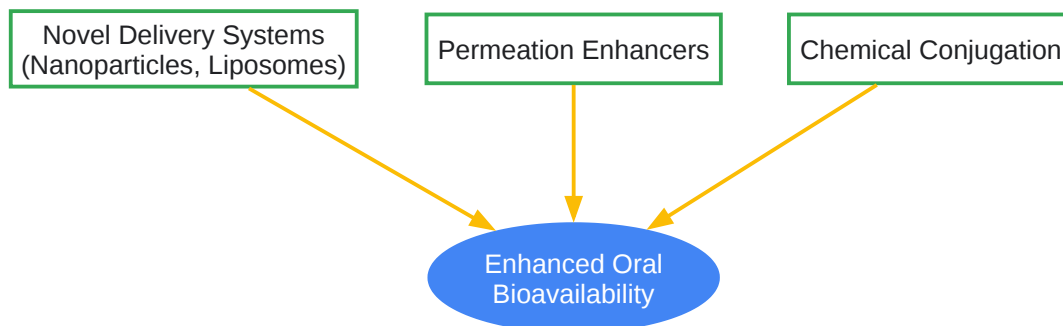 Novel Delivery Systems
(Nanoparticles, Liposomes)
Permeation Enhancers
Chemical Conjugation
Enhanced Oral
Bioavailability